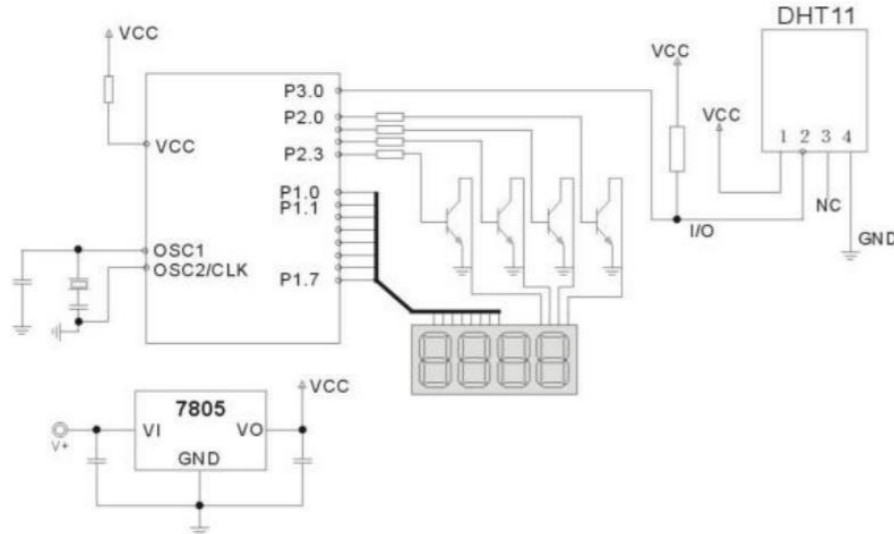 DHT11
VCC
VCC
P3.0
P2.0
VCC
VCC
P2.3
1 2 3 4
P1.0
P1.1
NC
I/O
GND
OSC1
OSC2/CLK
P1.7
VCC
7805
VI
VO
V+
GND